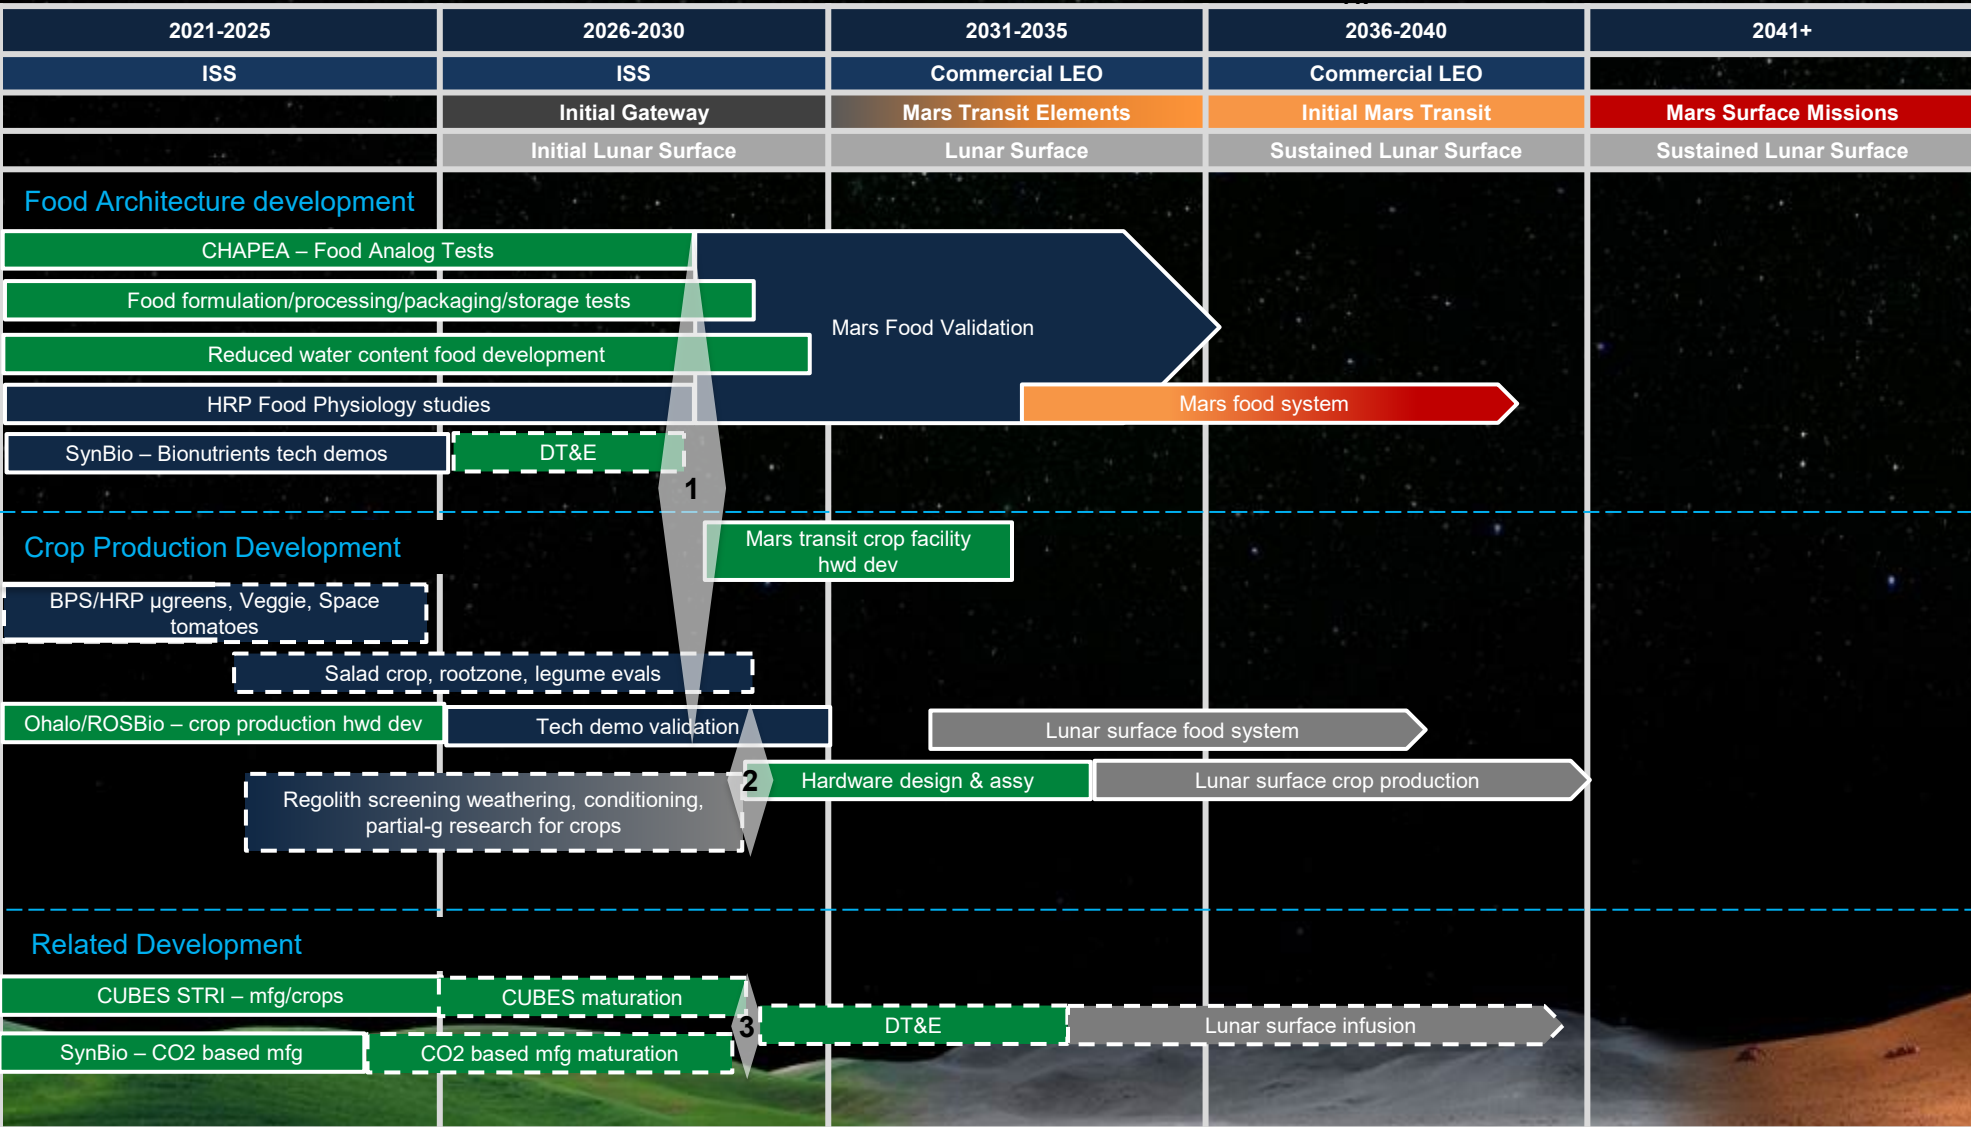 2021-2025
2026-2030
2031-2035
2036-2040
2041+
ISS
ISS
Commercial LEO
Commercial LEO
Initial Gateway
Mars Transit Elements
Initial Mars Transit
Mars Surface Missions
Initial Lunar Surface
Lunar Surface
Sustained Lunar Surface
Sustained Lunar Surface
Food Architecture development
CHAPEA – Food Analog Tests
Food formulation/processing/packaging/storage tests
Mars Food Validation
Reduced water content food development
HRP Food Physiology studies
Mars food system
SynBio – Bionutrients tech demos
DT&E
1
Crop Production Development
Mars transit crop facility
hwd dev
BPS/HRP µgreens, Veggie, Space
tomatoes
Salad crop, rootzone, legume evals
Ohalo/ROSBio – crop production hwd dev
Tech demo validation
Lunar surface food system
2
Hardware design & assy
Lunar surface crop production
Regolith screening weathering, conditioning,
partial-g research for crops
Related Development
CUBES STRI – mfg/crops
CUBES maturation
3
DT&E
Lunar surface infusion
SynBio – CO2 based mfg
CO2 based mfg maturation